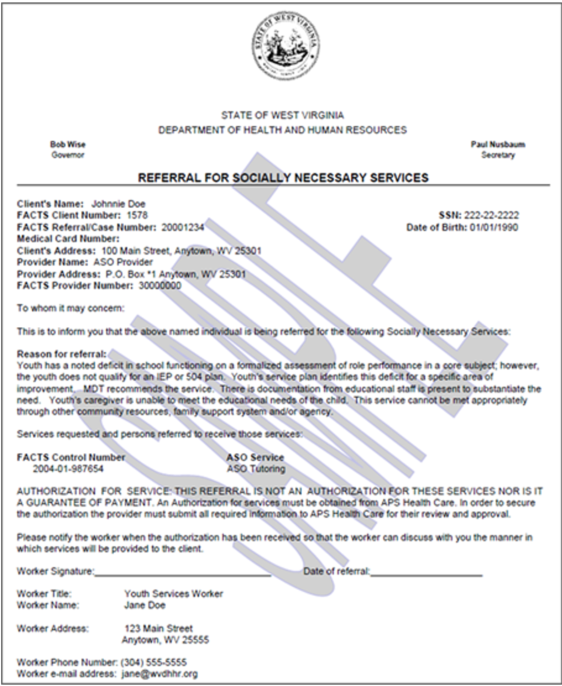 STATE OF WEST VIRGINIA
STATE OF WEST VIRGINIA
DEPARTMENT OF HEALTH AND HUMAN RESOURCES
Bob Wise
Governor
Paul Nusbaum
Secretary
REFERRAL FOR SOCIALLY NECESSARY SERVICES
Client's Name: Johnnie Doe
FACTS Client Number: 1578 SSN: 222-22-2222
FACTS Referral/Case Number: 20001234 Date of Birth: 01/01/1990
Medical Card Number:
Client's Address: 100 Main Street, Anytown, WV 25301
Provider Name: ASO Provider
Provider Address: P.O. Box *1 Anytown, WV 25301
FACTS Provider Number: 30000000
To whom it may concern:
This is to inform you that the above named individual is being referred for the following Socially Necessary Services:
Reason for referral:
Youth has a noted deficit in school functioning on a formalized assessment of role performance in a core subject; however,
the youth does not qualify for an IEP or 504 plan. Youth's service plan identifies this deficit for a specific area of
improvement. MDT recommends the service. There is documentation from educational staff is present to substantiate the
need. Youth's caregiver is unable to meet the educational needs of the child. This service cannot be met appropriately
through other community resources, family support system and/or agency.
Services requested and persons referred to receive those services:
FACTS Control Number ASO Service
2004-01-987654 ASO Tutoring
AUTHORIZATION FOR SERVICE: THIS REFERRAL IS NOT AN AUTHORIZATION FOR THESE SERVICES NOR IS IT
A GUARANTEE OF PAYMENT. An Authorization for services must be obtained from APS Health Care. In order to secure
the authorization the provider must submit all required information to APS Health Care for their review and approval.
Please notify the worker when the authorization has been received so that the worker can discuss with you the manner in
which services will be provided to the client.
Worker Signature: Date of referral:
Worker Title: Youth Services Worker
Worker Name: Jane Doe
Worker Address: 123 Main Street
Anytown, WV 25555
Worker Phone Number: (304) 555-5555
Worker e-mail address: jane@wvdhhr.org
SAMPLE